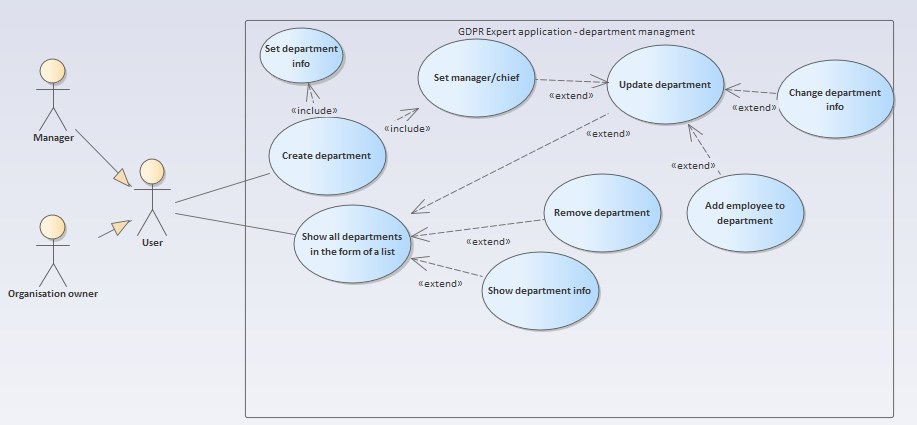 GDPR Expert application - department managment
Set department
info
Set manager/chief
Update department
Change department
info
«extend»
«extend»
«include»
«include»
«extend»
Manager
Create department
«extend»
Add employee to
department
Remove department
User
Show all departments
in the form of a list
«extend»
«extend»
Show department info
Organisation owner